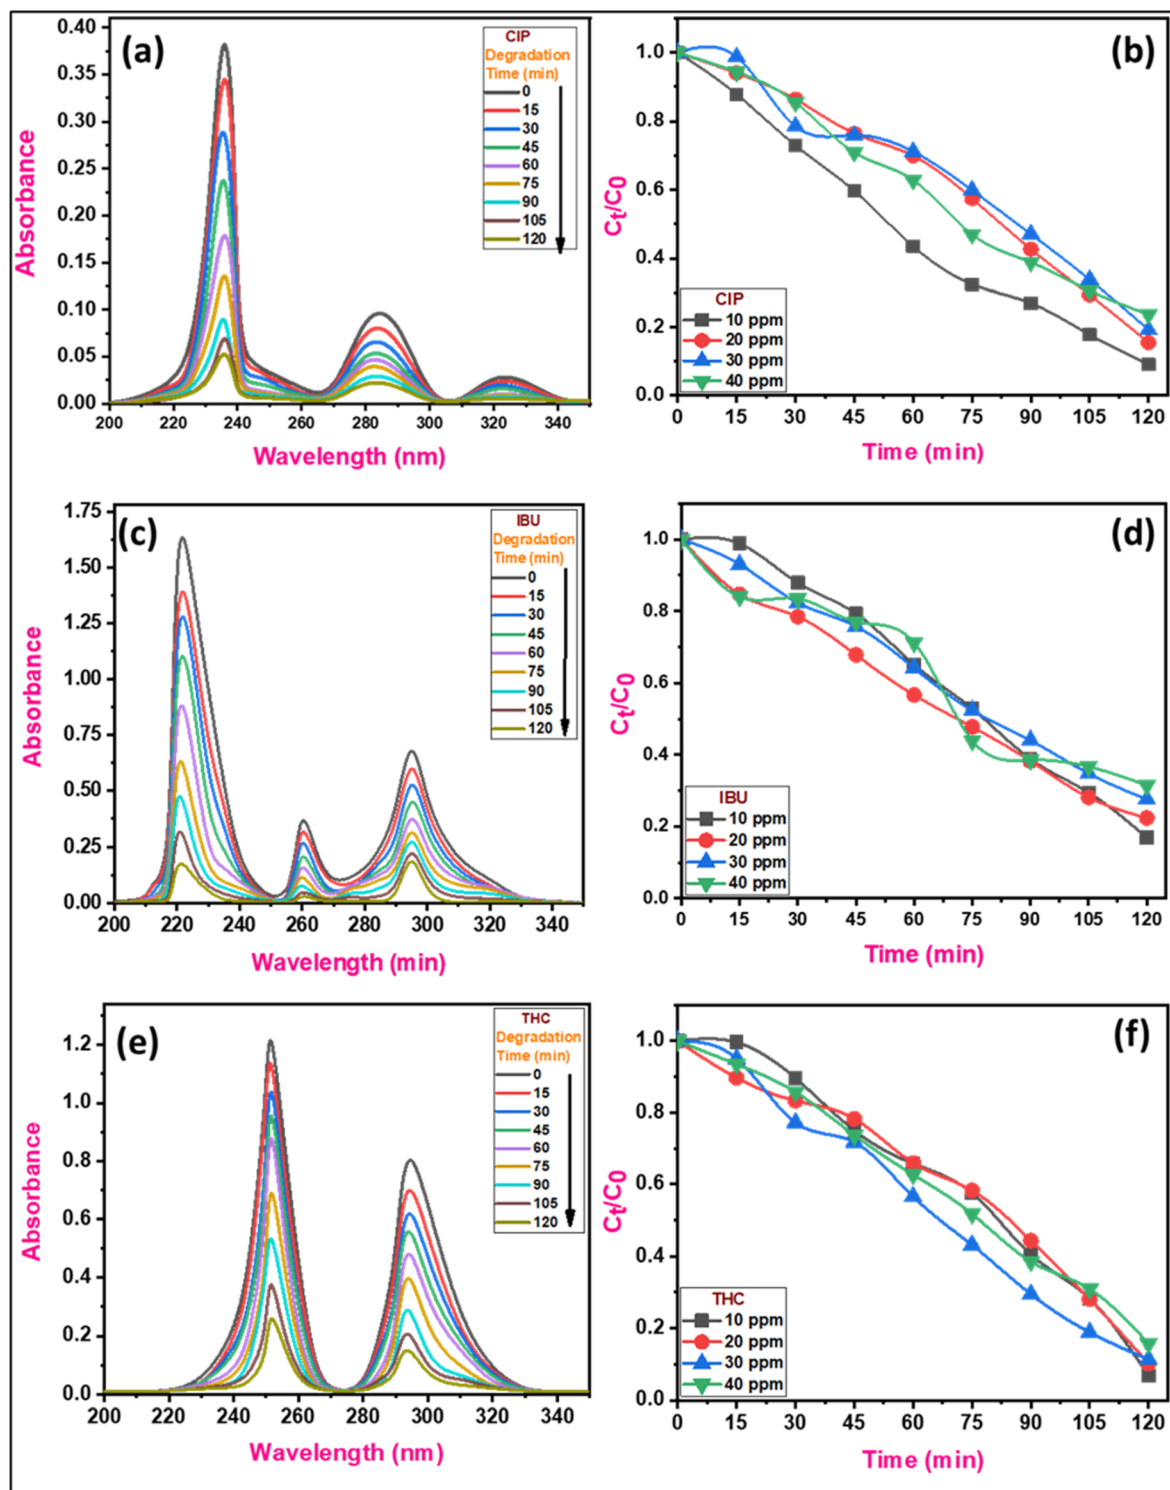 (a)
CIP
Degradation
Time (min)
0
15
30
45
60
75
90
105
120
0.40
0.35
0.30
0.25
0.20
0.15
0.10
0.05
0.00
Absorbance
200 220 240 260 280 300 320 340
Wavelength (nm)
(b)
1.0
0.8
0.6
0.4
0.2
0.0
Ct/C0
CIP
10 ppm
20 ppm
30 ppm
40 ppm
0 15 30 45 60 75 90 105 120
Time (min)
(c)
IBU
Degradation
Time (min)
0
15
30
45
60
75
90
105
120
1.75
1.50
1.25
1.00
0.75
0.50
0.25
0.00
Absorbance
200 220 240 260 280 300 320 340
Wavelength (min)
(d)
1.0
0.8
0.6
0.4
0.2
0.0
Ct/C0
IBU
10 ppm
20 ppm
30 ppm
40 ppm
0 15 30 45 60 75 90 105 120
Time (min)
(e)
THC
Degradation
Time (min)
0
15
30
45
60
75
90
105
120
1.2
1.0
0.8
0.6
0.4
0.2
0.0
Absorbance
200 220 240 260 280 300 320 340
Wavelength (nm)
(f)
1.0
0.8
0.6
0.4
0.2
0.0
Ct/C0
THC
10 ppm
20 ppm
30 ppm
40 ppm
0 15 30 45 60 75 90 105 120
Time (min)